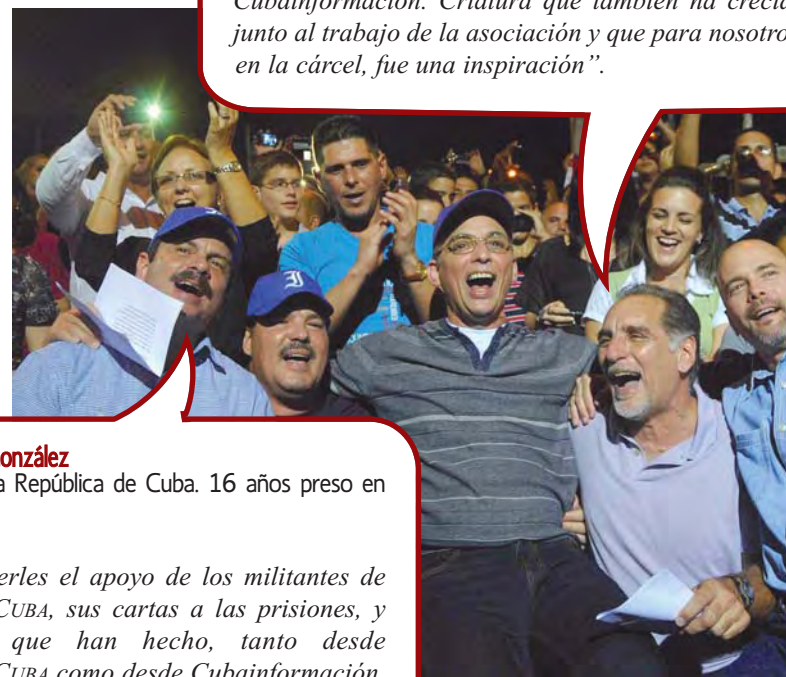 Cubainformación. Criatura que también ha crecid
junto al trabajo de la asociación y que para nosotro
en la cárcel, fue una inspiración”.
onzález
a República de Cuba. 16 años preso en
erles el apoyo de los militantes de
CUBA, sus cartas a las prisiones, y
que han hecho, tanto desde
CUBA como desde Cubainformación,